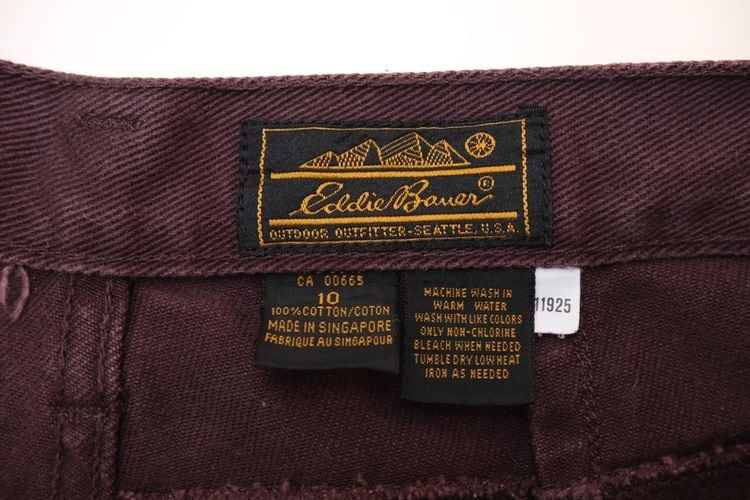 Eddie Bauer®
OUTDOOR OUTFITTER-SEATTLE, U.S.A.
CA 00665
10
100% COTTON/COTON
MADE IN SINGAPORE
FABRIQUE AU SINGAPOUR
MACHINE WASH IN
WARM WATER
WASH WITH LIKE COLORS
ONLY NON-CHLORINE
BLEACH WHEN NEEDED
TUMBLE DRY LOW HEAT
IRON AS NEEDED
11925